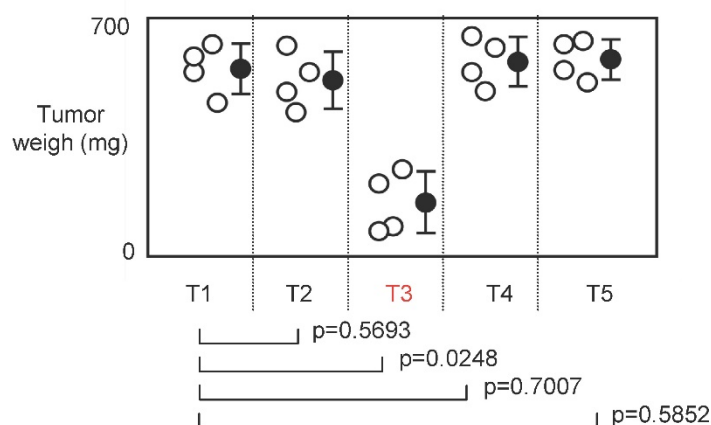 700
Tumor
weigh (mg)
0
T1 T2 T3 T4 T5
p=0.5693
p=0.0248
p=0.7007
p=0.5852